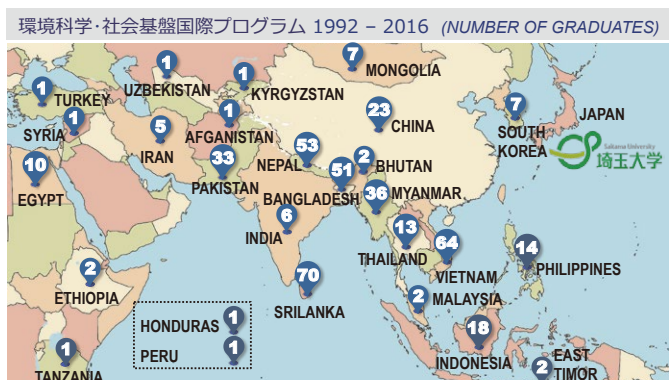 環境科学・社会基盤国際プログラム 1992 – 2016 (NUMBER OF GRADUATES)
7
MONGOLIA
1
UZBEKISTAN
1
KYRGYZSTAN
1
TURKEY
1
SYRIA
5
IRAN
1
AFGANISTAN
23
CHINA
7
SOUTH
KOREA
JAPAN
Saitama University
埼玉大学
10
EGYPT
33
PAKISTAN
53
NEPAL
2
BHUTAN
51
BANGLADESH
36
MYANMAR
6
INDIA
13
THAILAND
64
VIETNAM
14
PHILIPPINES
2
ETHIOPIA
70
SRILANKA
2
MALAYSIA
1
HONDURAS
1
PERU
18
INDONESIA
1
TANZANIA
2
EAST
TIMOR